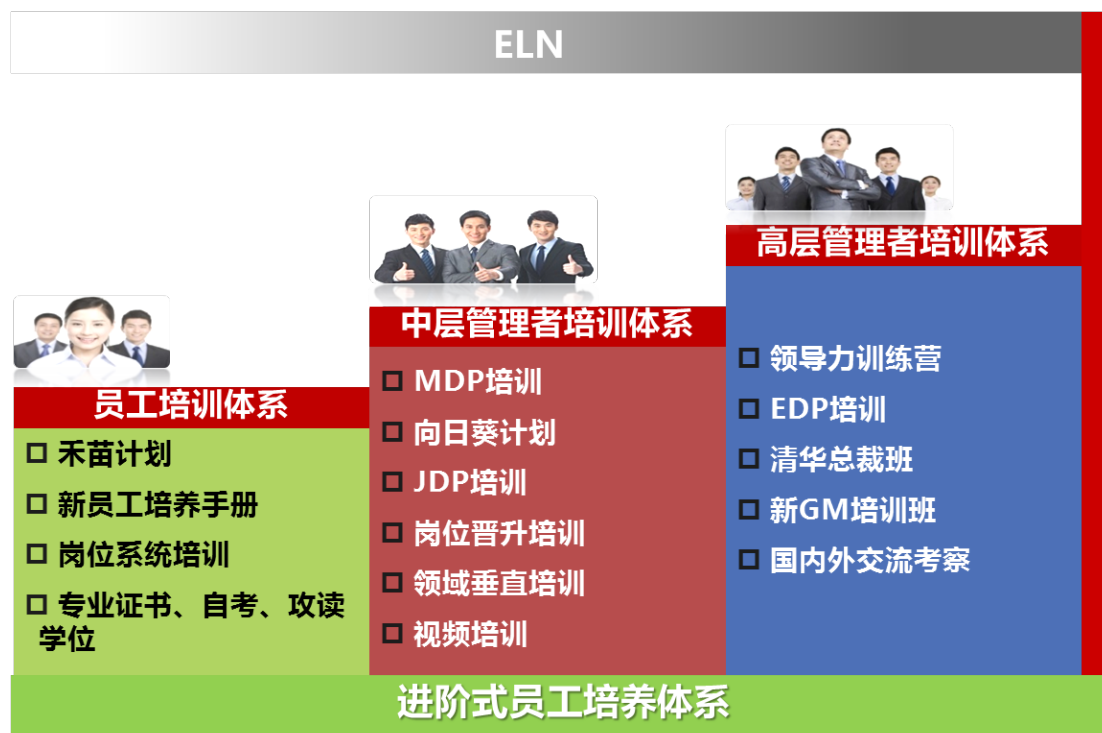 ELN
员工培训体系
禾苗计划
新员工培养手册
岗位系统培训
专业证书、自考、攻读
学位
中层管理者培训体系
MDP培训
向日葵计划
JDP培训
岗位晋升培训
领域垂直培训
视频培训
高层管理者培训体系
领导力训练营
EDP培训
清华总裁班
新GM培训班
国内外交流考察
进阶式员工培养体系